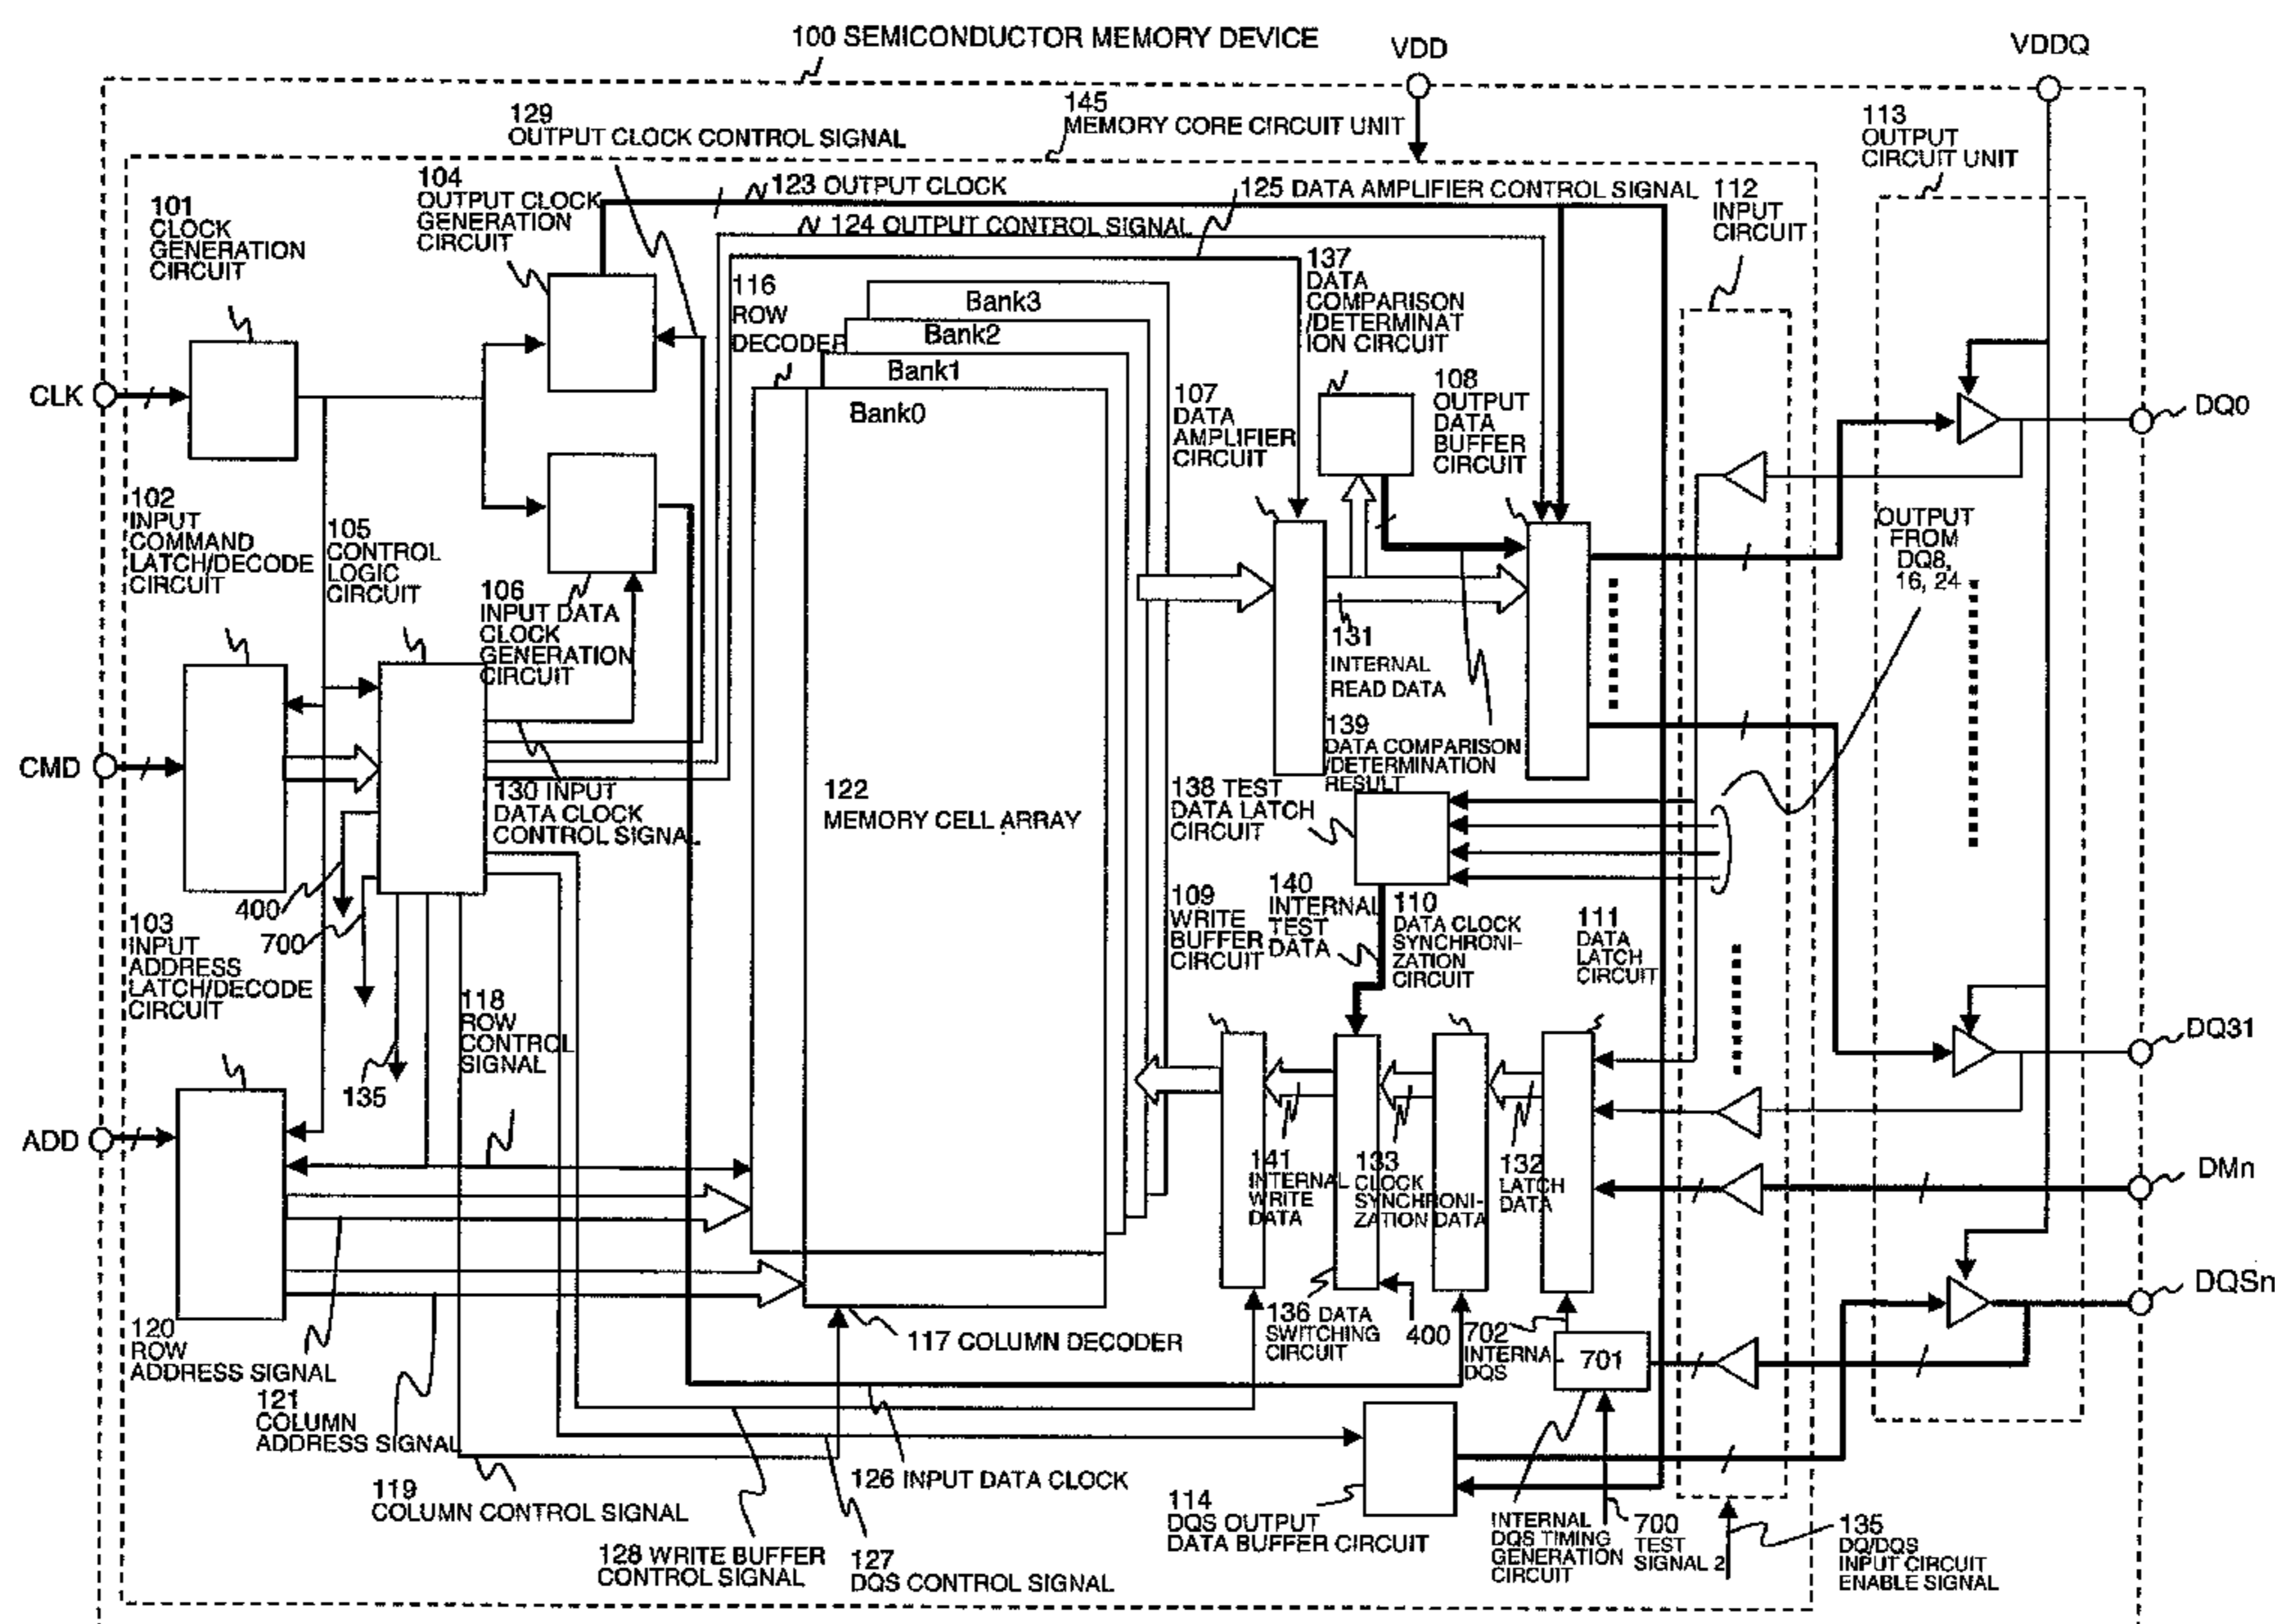 100 SEMICONDUCTOR MEMORY DEVICE
VDD
VDDQ
129
OUTPUT CLOCK CONTROL SIGNAL
145
MEMORY CORE CIRCUIT UNIT
113
OUTPUT
CIRCUIT UNIT
101
CLOCK
GENERATION
CIRCUIT
104
OUTPUT CLOCK
GENERATION
CIRCUIT
123 OUTPUT CLOCK
124 OUTPUT CONTROL SIGNAL
125 DATA AMPLIFIER CONTROL SIGNAL
112
INPUT
CIRCUIT
116
ROW
DECODER
Bank3
Bank2
Bank1
Bank0
137
DATA
COMPARISON
/DETERMINAT
ION CIRCUIT
107
DATA
AMPLIFIER
CIRCUIT
108
OUTPUT
DATA
BUFFER
CIRCUIT
CLK
DQ0
102
INPUT
COMMAND
LATCH/DECODE
CIRCUIT
105
CONTROL
LOGIC
CIRCUIT
106
INPUT DATA
CLOCK
GENERATION
CIRCUIT
OUTPUT
FROM
DQ8,
16, 24
131
INTERNAL
READ DATA
139
DATA COMPARISON
/DETERMINATION
RESULT
CMD
130 INPUT
DATA CLOCK
CONTROL SIGNAL
122
MEMORY CELL ARRAY
138 TEST
DATA LATCH
CIRCUIT
400
700
103
INPUT
ADDRESS
LATCH/DECODE
CIRCUIT
109
WRITE
BUFFER
CIRCUIT
140
INTERNAL
TEST
DATA
110
DATA CLOCK
SYNCHRONI-
ZATION
CIRCUIT
111
DATA
LATCH
CIRCUIT
118
ROW
CONTROL
SIGNAL
135
DQ31
ADD
141
INTERNAL
WRITE
DATA
133
CLOCK
SYNCHRONI-
ZATION DATA
132
LATCH
DATA
DMn
DQSn
120
ROW
ADDRESS SIGNAL
117 COLUMN DECODER
136 DATA
SWITCHING
CIRCUIT
400
702
INTERNA
DQS
701
121
COLUMN
ADDRESS SIGNAL
119
COLUMN CONTROL SIGNAL
126 INPUT DATA CLOCK
114
DQS OUTPUT
DATA BUFFER CIRCUIT
INTERNAL
DQS TIMING
GENERATION
CIRCUIT
700
TEST
SIGNAL 2
135
DQ/DQS
INPUT CIRCUIT
ENABLE SIGNAL
128 WRITE BUFFER
CONTROL SIGNAL
127
DQS CONTROL SIGNAL